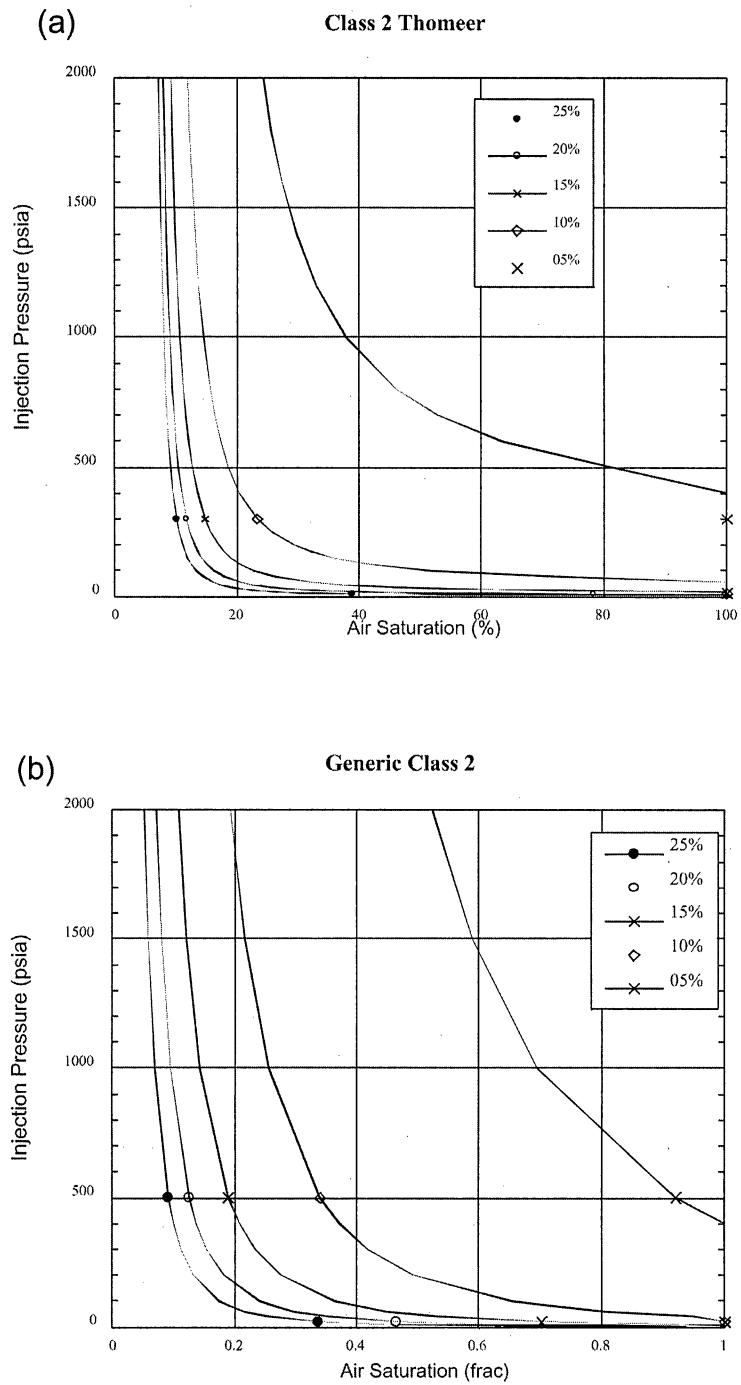 (a)
Class 2 Thomeer
2000
1500
1000
500
0
Injection Pressure (psia)
25%
20%
15%
10%
05%
0 20 40 60 80 100
Air Saturation (%)
(b)
Generic Class 2
2000
1500
1000
500
0
Injection Pressure (psia)
25%
20%
15%
10%
05%
0 0.2 0.4 0.6 0.8 1
Air Saturation (frac)